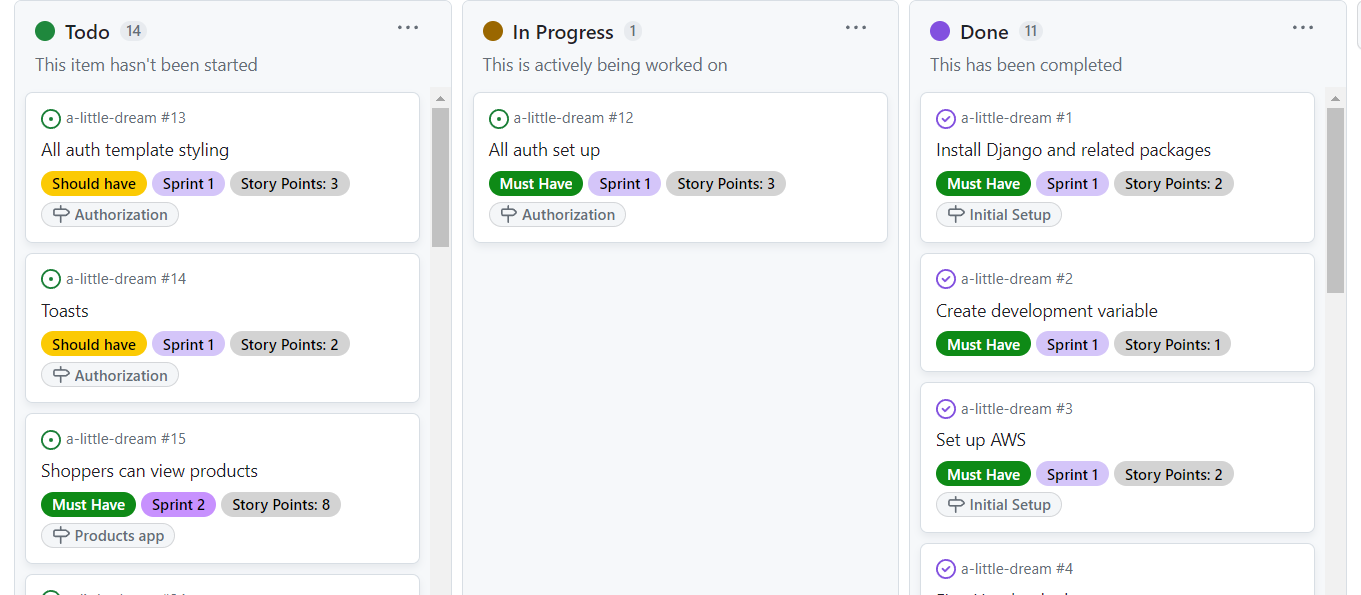 Todo 14
This item hasn't been started
a-little-dream #13
All auth template styling
Should have Sprint 1 Story Points: 3
Authorization
a-little-dream #14
Toasts
Should have Sprint 1 Story Points: 2
Authorization
a-little-dream #15
Shoppers can view products
Must Have Sprint 2 Story Points: 8
Products app
In Progress 1
This is actively being worked on
a-little-dream #12
All auth set up
Must Have Sprint 1 Story Points: 3
Authorization
Done 11
This has been completed
a-little-dream #1
Install Django and related packages
Must Have Sprint 1 Story Points: 2
Initial Setup
a-little-dream #2
Create development variable
Must Have Sprint 1 Story Points: 1
a-little-dream #3
Set up AWS
Must Have Sprint 1 Story Points: 2
Initial Setup
a-little-dream #4